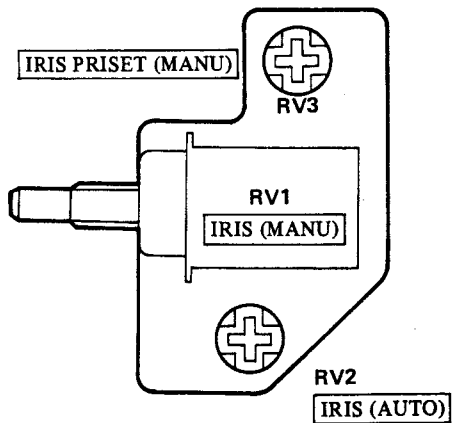 IRIS PRISET (MANU)
RV3
RV1
IRIS (MANU)
RV2
IRIS (AUTO)